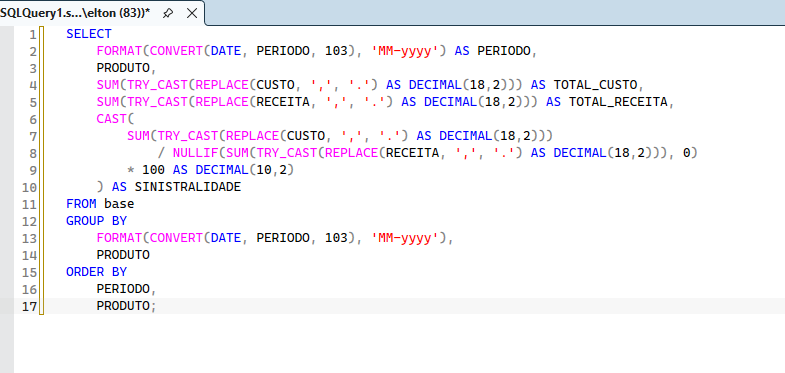 SQLQuery1.s...\elton (83))*
1 SELECT
2 FORMAT(CONVERT(DATE, PERIODO, 103), 'MM-yyyy') AS PERIODO,
3 PRODUTO,
4 SUM(TRY_CAST(REPLACE(CUSTO, ',', '.') AS DECIMAL(18,2))) AS TOTAL_CUSTO,
5 SUM(TRY_CAST(REPLACE(RECEITA, ',', '.') AS DECIMAL(18,2))) AS TOTAL_RECEITA,
6 CAST(
7 SUM(TRY_CAST(REPLACE(CUSTO, ',', '.') AS DECIMAL(18,2)))
8 / NULLIF(SUM(TRY_CAST(REPLACE(RECEITA, ',', '.') AS DECIMAL(18,2))), 0)
9 * 100 AS DECIMAL(10,2)
10 ) AS SINISTRALIDADE
11 FROM base
12 GROUP BY
13 FORMAT(CONVERT(DATE, PERIODO, 103), 'MM-yyyy'),
14 PRODUTO
15 ORDER BY
16 PERIODO,
17 PRODUTO;